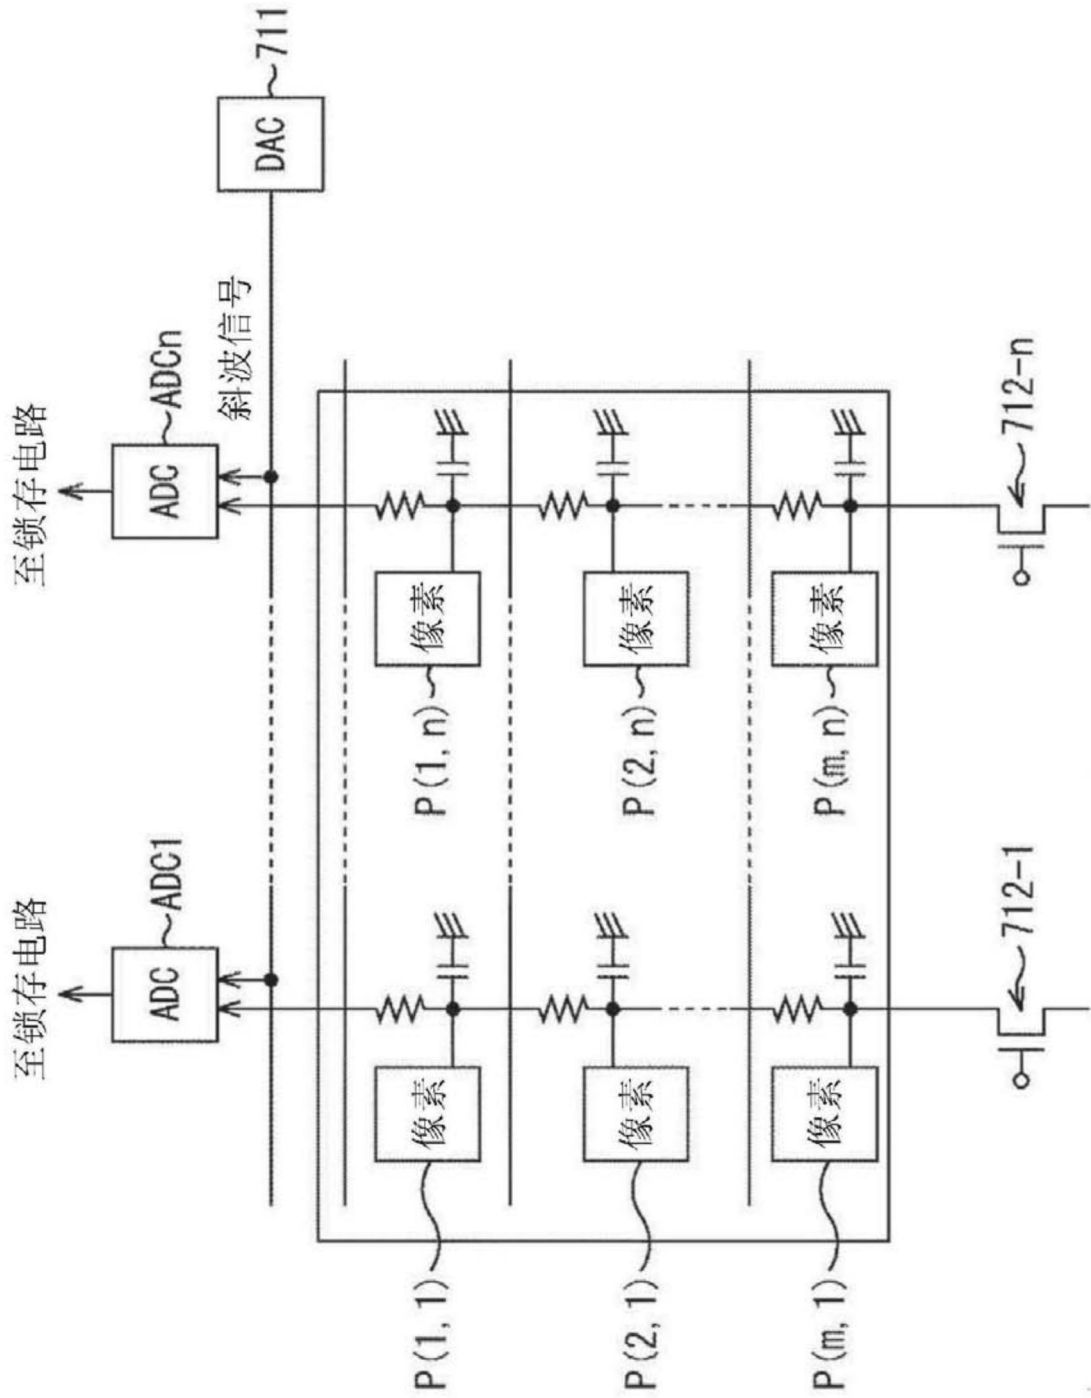 至锁存电路
至锁存电路
ADC
ADC1
ADC
ADCn
斜波信号
DAC
711
像素
P(1, 1)
像素
P(1, n)
像素
P(2, 1)
像素
P(2, n)
像素
P(m, 1)
像素
P(m, n)
712-1
712-n